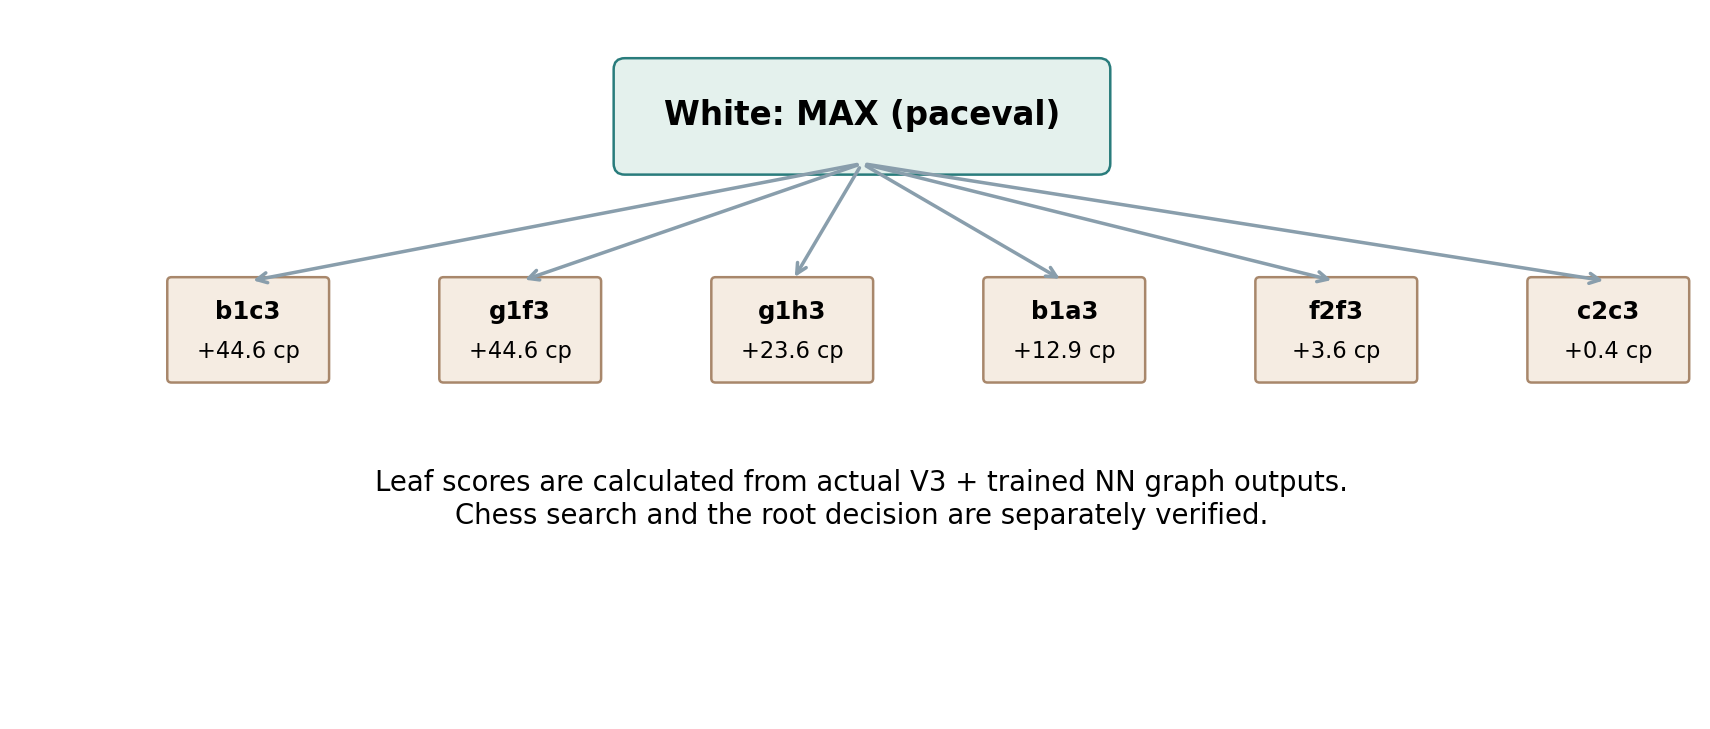 White: MAX (paceval)
b1c3
+44.6 cp
g1f3
+44.6 cp
g1h3
+23.6 cp
b1a3
+12.9 cp
f2f3
+3.6 cp
c2c3
+0.4 cp
Leaf scores are calculated from actual V3 + trained NN graph outputs.
Chess search and the root decision are separately verified.